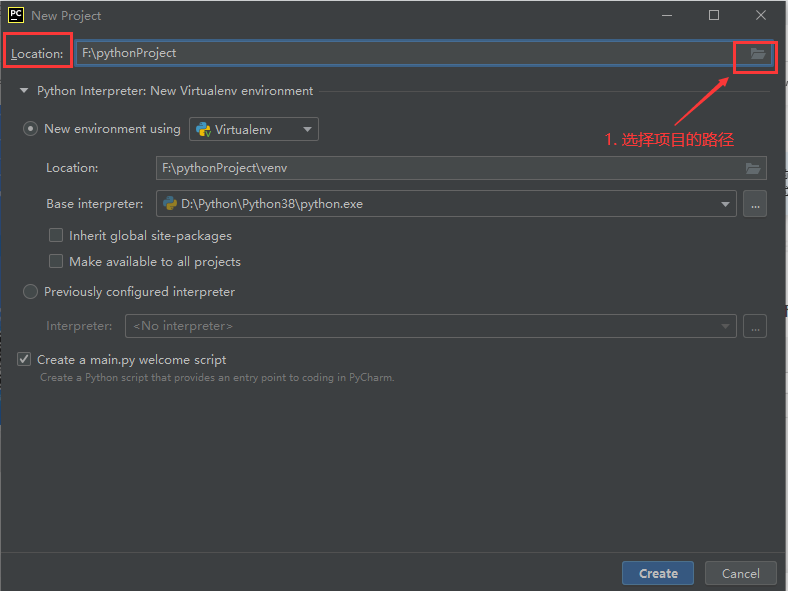 PC New Project
Location: F:\pythonProject
Python Interpreter: New Virtualenv environment
New environment using Virtualenv
1. 选择项目的路径
Location: F:\pythonProject\venv
Base interpreter: D:\Python\Python38\python.exe ...
Inherit global site-packages
Make available to all projects
Previously configured interpreter
Interpreter: <No interpreter> ...
Create a main.py welcome script
Create a Python script that provides an entry point to coding in PyCharm.
Create Cancel